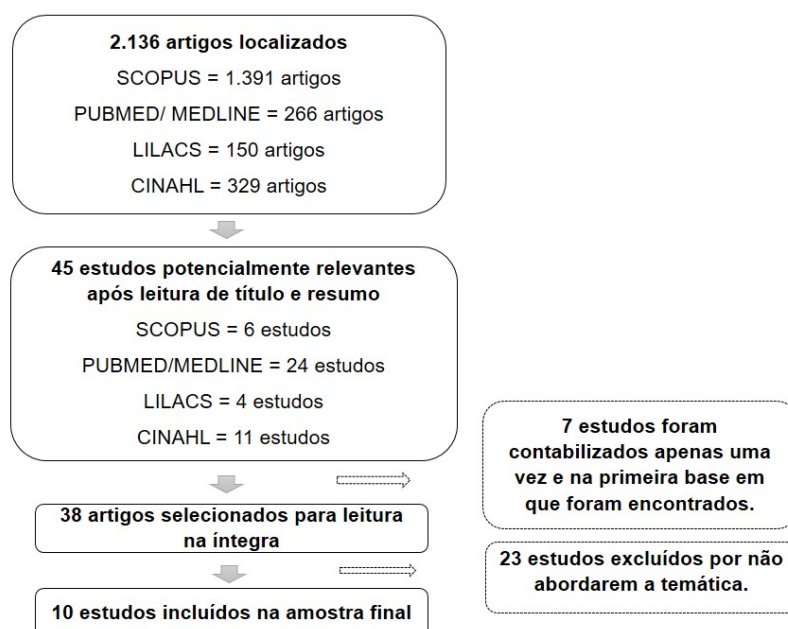 2.136 artigos localizados
SCOPUS = 1.391 artigos
PUBMED/ MEDLINE = 266 artigos
LILACS = 150 artigos
CINAHL = 329 artigos
45 estudos potencialmente relevantes
após leitura de título e resumo
SCOPUS = 6 estudos
PUBMED/MEDLINE = 24 estudos
LILACS = 4 estudos
CINAHL = 11 estudos
7 estudos foram
contabilizados apenas uma
vez e na primeira base em
que foram encontrados.
38 artigos selecionados para leitura
na íntegra
23 estudos excluídos por não
abordarem a temática.
10 estudos incluídos na amostra final